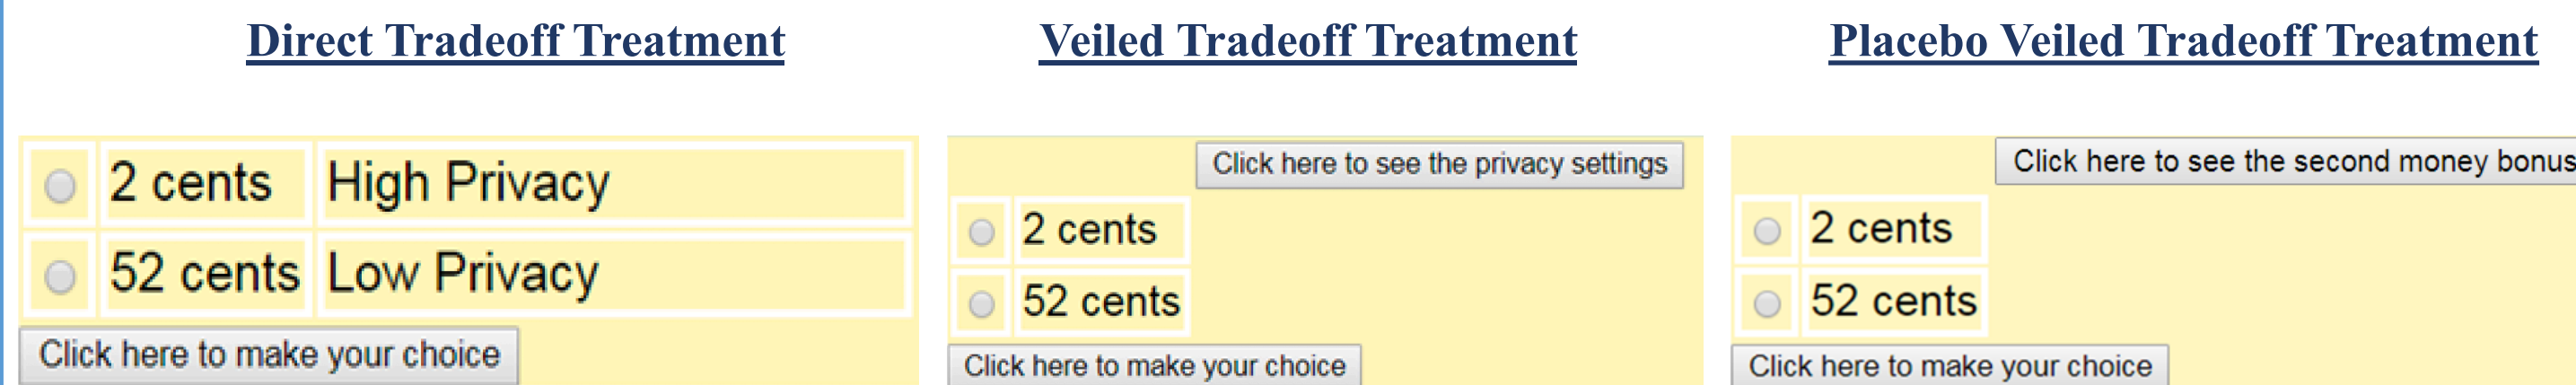 Direct Tradeoff Treatment
2 cents High Privacy
52 cents Low Privacy
Click here to make your choice
Veiled Tradeoff Treatment
Click here to see the privacy settings
2 cents
52 cents
Click here to make your choice
Placebo Veiled Tradeoff Treatment
Click here to see the second money bonus
2 cents
52 cents
Click here to make your choice